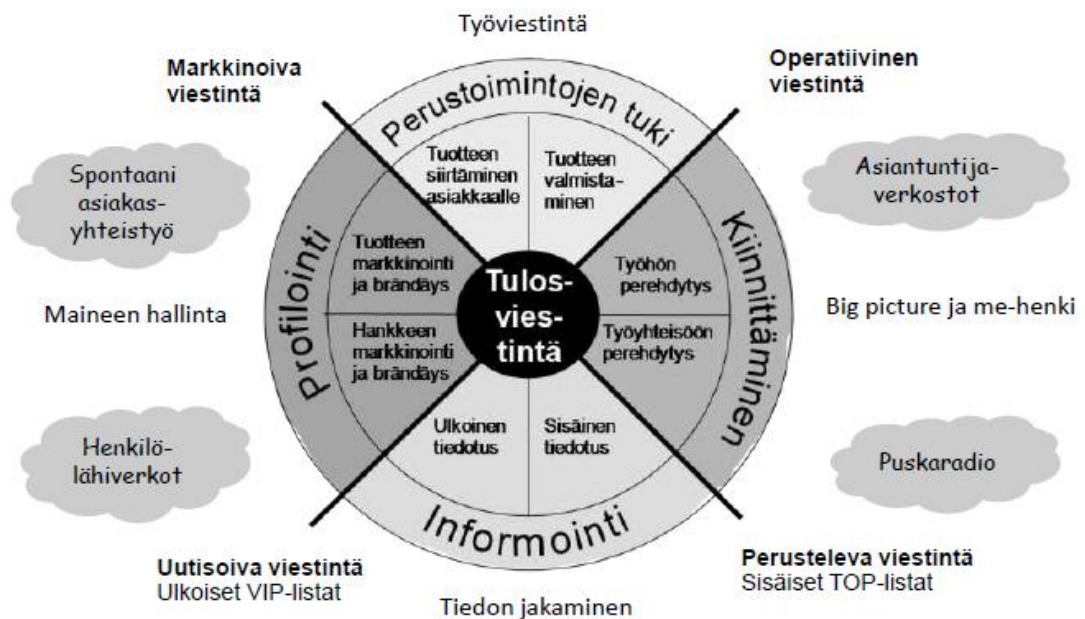 Työviestintä
Markkinoiva
viestintä
Operatiivinen
viestintä
Perustoimintojen tuki
Tuotteen
siirtäminen
asiakkaalle
Tuotteen
valmista-
minen
Spontaani
asiakas-
yhteistyö
Asiantuntija-
verkostot
Profilointi
Tuotteen
markkinointi
ja brändäys
Tulos-
vies-
tintä
Työhön
perehdytys
Kiinnittäminen
Maineen hallinta
Big picture ja me-henki
Hankkeen
markkinointi
ja brändäys
Työyhteisöön
perehdytys
Henkilö-
lähiverkot
Ulkoinen
tiedotus
Sisäinen
tiedotus
Puskaradio
Informointi
Uutisoiva viestintä
Ulkoiset VIP-listat
Perusteleva viestintä
Sisäiset TOP-listat
Tiedon jakaminen